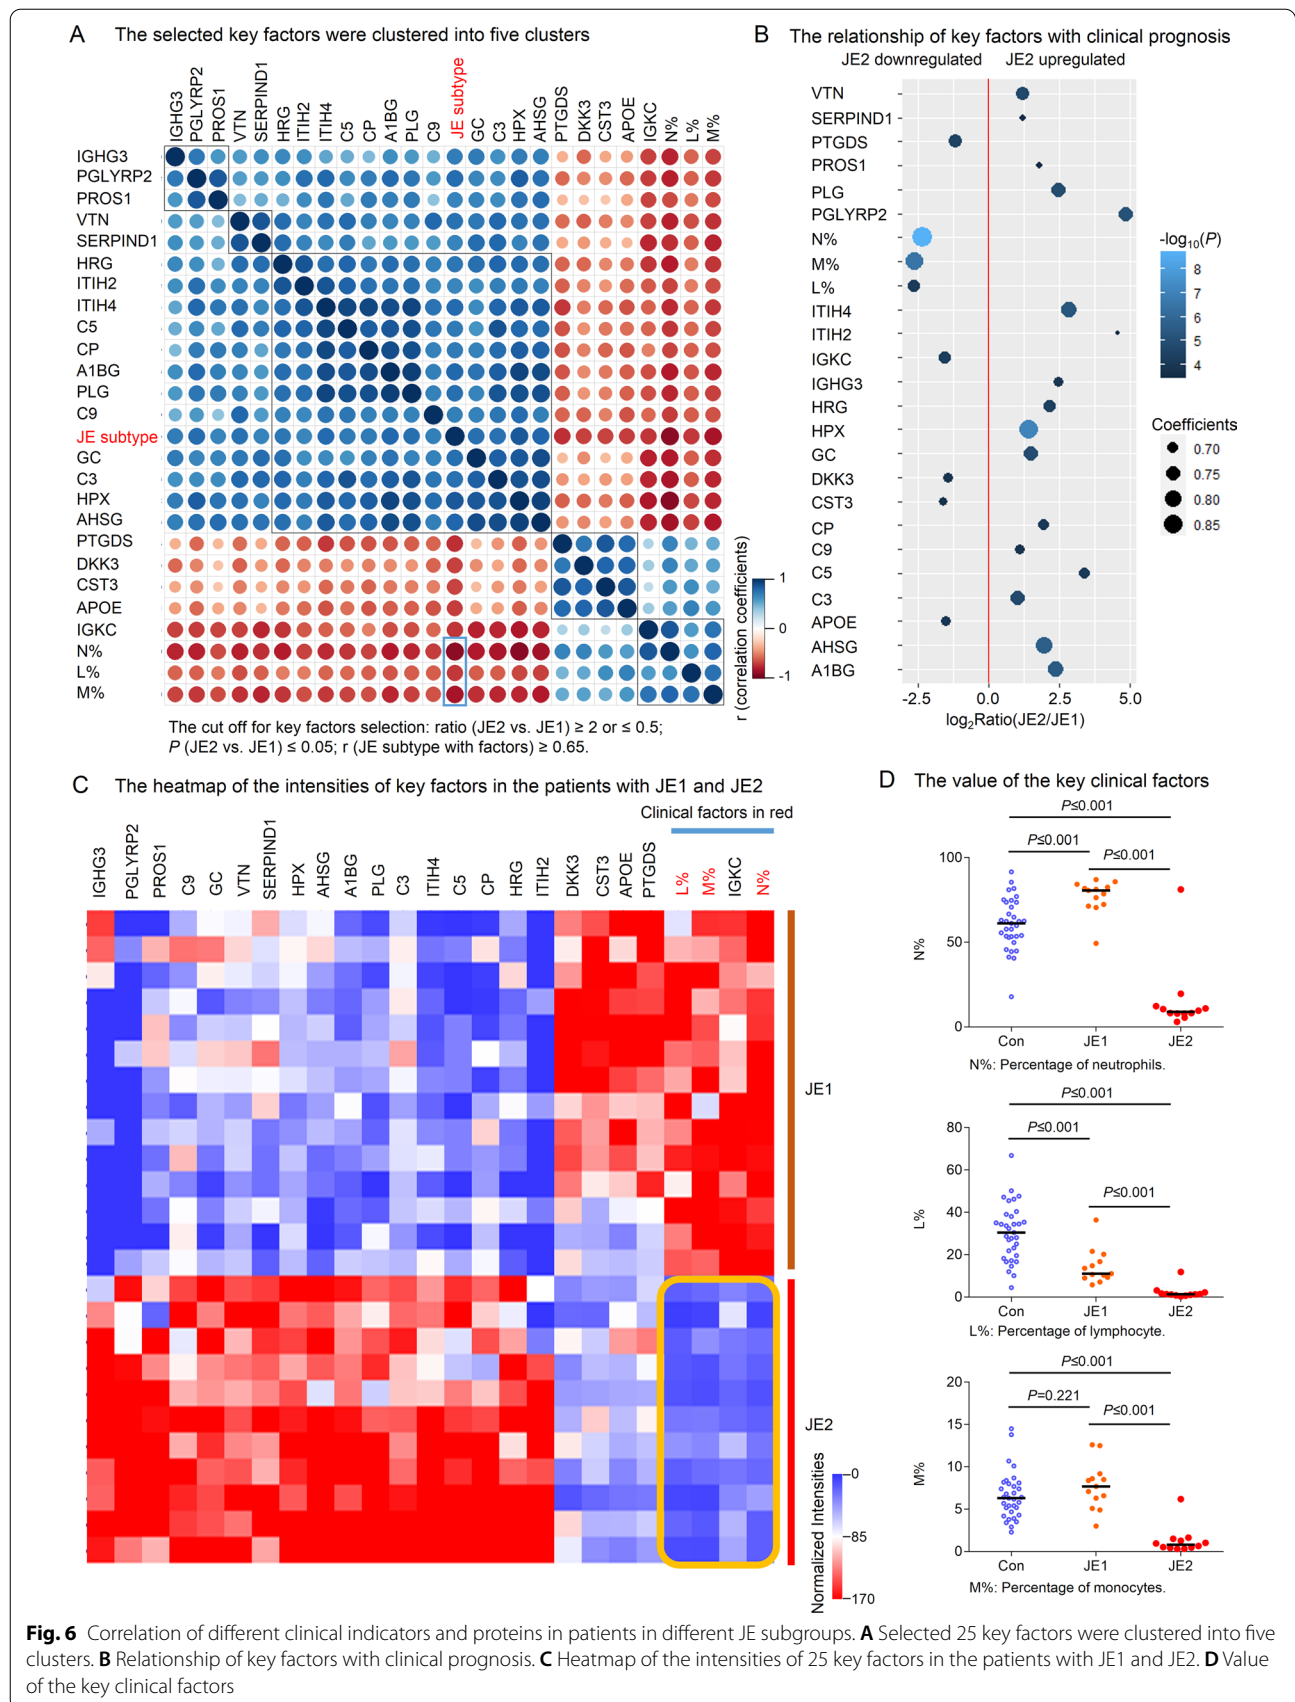 A The selected key factors were clustered into five clusters
IGHG3
PGLYRP2
PROS1
VTN
SERPIND1
HRG
ITIH2
ITIH4
C5
CP
A1BG
PLG
C9
JE subtype
GC
C3
HPX
AHSG
PTGDS
DKK3
CST3
APOE
IGKC
N%
L%
M%
IGHG3
PGLYRP2
PROS1
VTN
SERPIND1
HRG
ITIH2
ITIH4
C5
CP
A1BG
PLG
C9
JE subtype
GC
C3
HPX
AHSG
PTGDS
DKK3
CST3
APOE
IGKC
N%
L%
M%
1
0
-1
r (correlation coefficients)
The cut off for key factors selection: ratio (JE2 vs. JE1) ≥ 2 or ≤ 0.5;
P (JE2 vs. JE1) ≤ 0.05; r (JE subtype with factors) ≥ 0.65.
B The relationship of key factors with clinical prognosis
JE2 downregulated JE2 upregulated
VTN
SERPIND1
PTGDS
PROS1
PLG
PGLYRP2
N%
M%
L%
ITIH4
ITIH2
IGKC
IGHG3
HRG
HPX
GC
DKK3
CST3
CP
C9
C5
C3
APOE
AHSG
A1BG
-2.5 0.0 2.5 5.0
log2Ratio(JE2/JE1)
-log10(P)
8
7
6
5
4
Coefficients
0.70
0.75
0.80
0.85
C The heatmap of the intensities of key factors in the patients with JE1 and JE2
Clinical factors in red
IGHG3
PGLYRP2
PROS1
C9
GC
VTN
SERPIND1
HPX
AHSG
A1BG
PLG
C3
ITIH4
C5
CP
HRG
ITIH2
DKK3
CST3
APOE
PTGDS
L%
M%
IGKC
N%
JE1
JE2
Normalized Intensities
0
85
170
D The value of the key clinical factors
P≤0.001
P≤0.001
P≤0.001
100
50
0
N%
Con JE1 JE2
N%: Percentage of neutrophils.
P≤0.001
P≤0.001
P≤0.001
80
60
40
20
0
L%
Con JE1 JE2
L%: Percentage of lymphocyte.
P≤0.001
P=0.221
P≤0.001
20
15
10
5
0
M%
Con JE1 JE2
M%: Percentage of monocytes.
Fig. 6 Correlation of different clinical indicators and proteins in patients in different JE subgroups. A Selected 25 key factors were clustered into five
clusters. B Relationship of key factors with clinical prognosis. C Heatmap of the intensities of 25 key factors in the patients with JE1 and JE2. D Value
of the key clinical factors